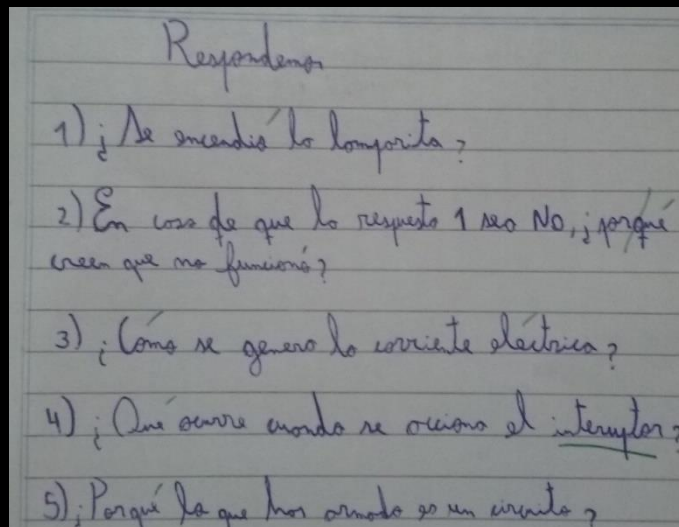 Respondemos
1) ¿Se encendió la lamparita?
2) En caso de que la respuesta 1 sea NO, ¿porqué
creen que no funcionó?
3) ¿Cómo se genera la corriente eléctrica?
4) ¿Qué ocurre cuando se acciona el interruptor?
5) ¿Porqué lo que has armado es un circuito?